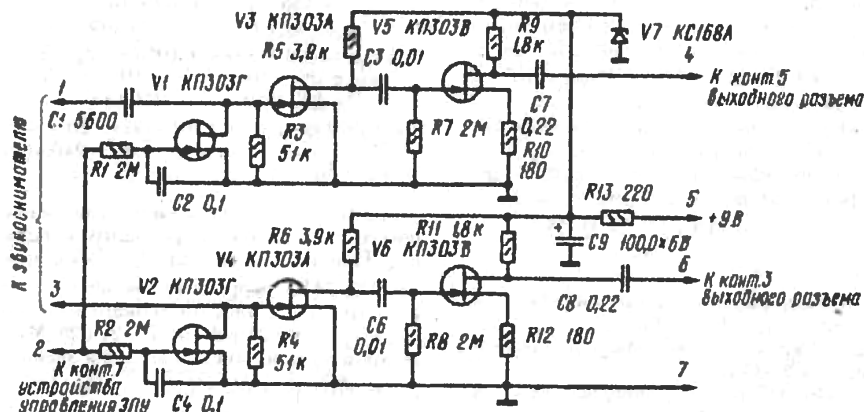 V3 КП303А
V5 КП303В
R9
1,8к
V7 КС168А
R5 3,9к
C3 0,01
4
1
V1 КП303Г
К конт.5
выходного разъема
C1 5600
C7
0,22
R3
51к
R7 2М
R10
180
R1 2М
C2 0,1
К звукоснимателю
R13 220
5
+9В
R6 3,9к
R11 1,8к
V6 КП303В
C9 100,0×6В
6
V4 КП303А
3
V2 КП303Г
К конт.3
выходного разъема
C8 0,22
R2 2М
C6
0,01
R4
51к
R8 2М
R12 180
2
7
К конт.7
устройства
управления ЭПУ
C4 0,1
+